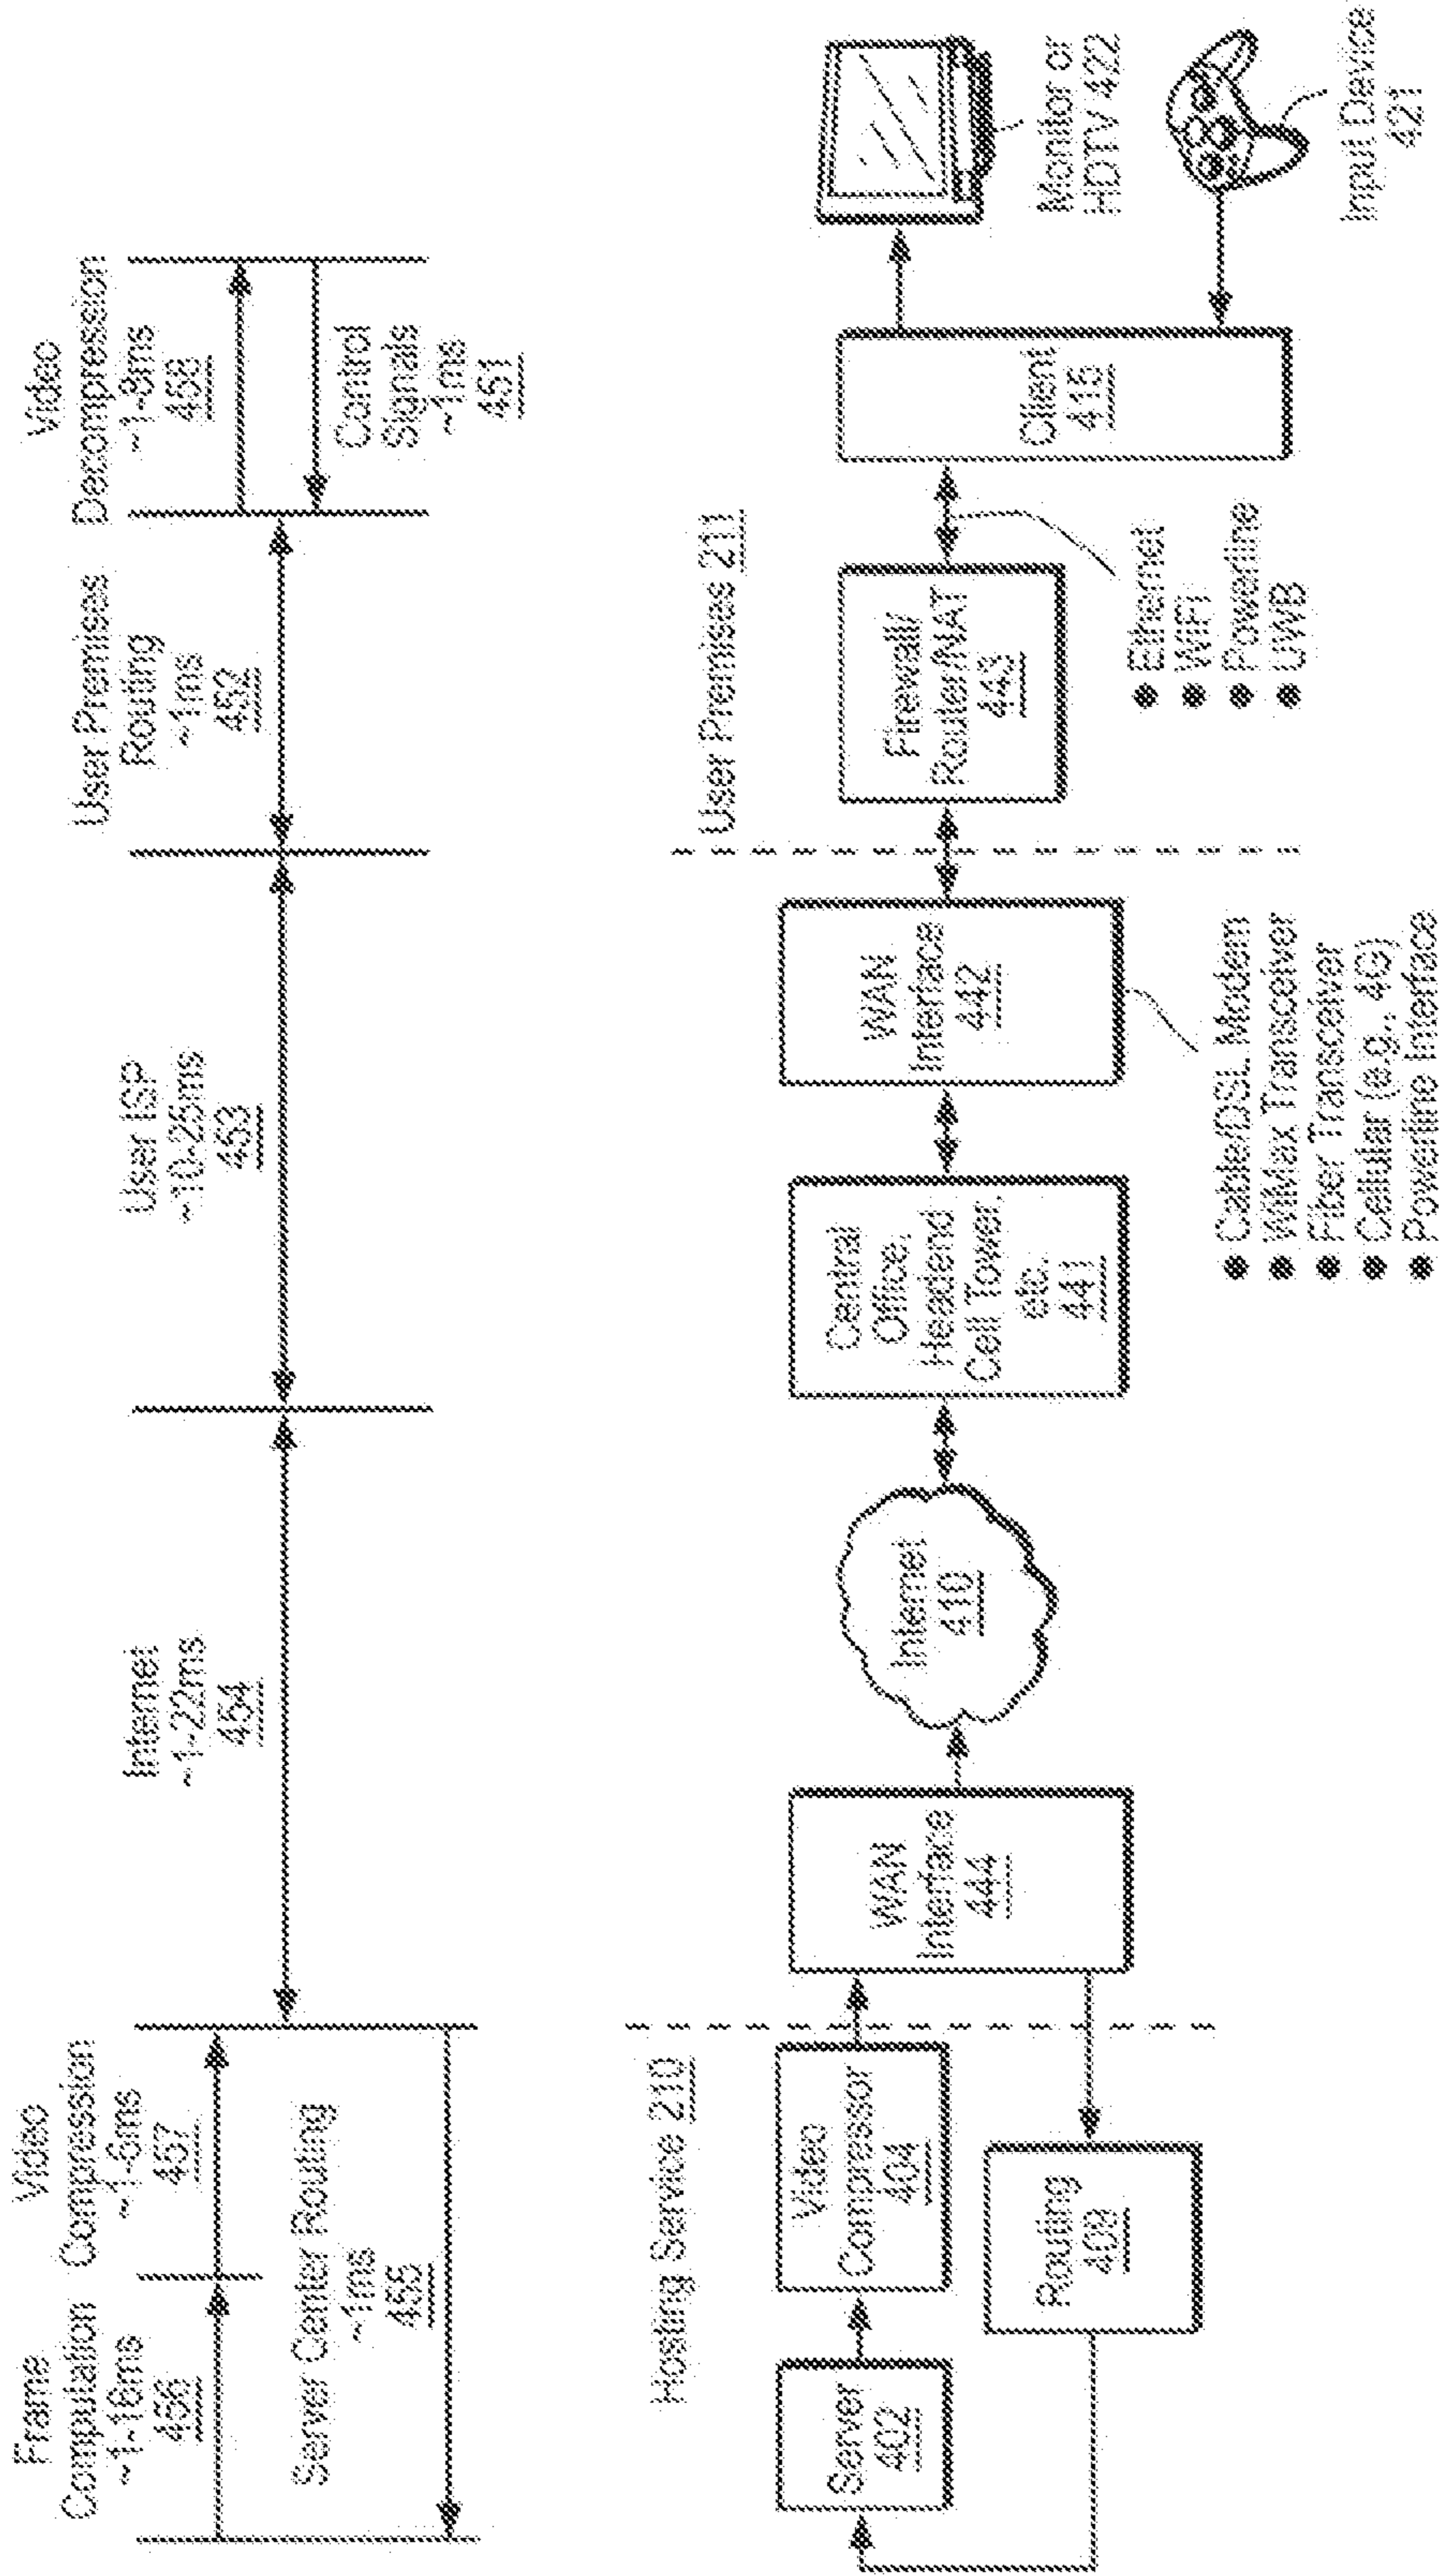 Frame
Computation
~1-16ms
456
Video
Compression
~1-5ms
457
Server Center Routing
~1ms
455
Internet
~1-22ms
454
User ISP
~10-25ms
453
User Premises
Routing
~1ms
452
Video
Decompression
~1-8ms
458
Control
Signals
~1ms
451
Hosting Service 210
Server
402
Video
Compressor
404
Routing
409
WAN
Interface
444
Internet
410
Central
Office,
Headend
Cell Tower,
etc.
441
WAN
Interface
442
● Cable/DSL Modem
● WiMax Transceiver
● Fiber Transceiver
● Cellular (e.g., 4G)
● Powerline Interface
User Premises 211
Firewall/
Router/NAT
443
● Ethernet
● WiFi
● Powerline
● UWB
Client
415
Monitor or
HDTV 422
Input Device
421